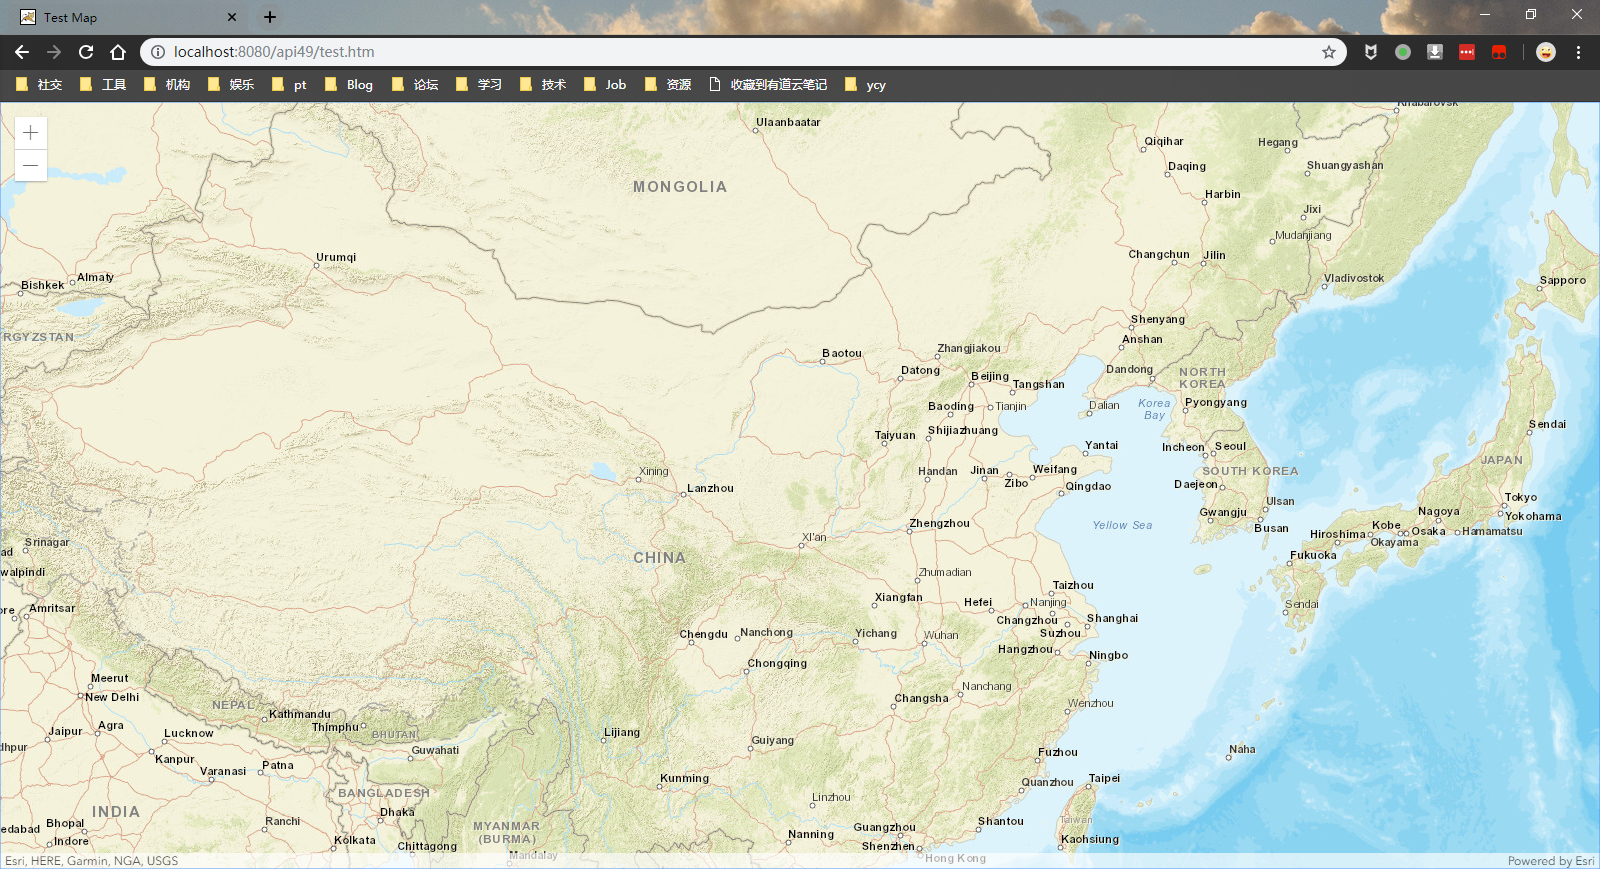 Test Map
localhost:8080/api49/test.htm
社交 工具 机构 娱乐 pt Blog 论坛 学习 技术 Job 资源 收藏到有道云笔记 ycy
Khabarovsk
Ulaanbaatar
Qiqihar
Hegang
Daqing
Shuangyashan
MONGOLIA
Harbin
Jixi
Mudanjiang
Urumqi
Changchun
Jilin
Almaty
Bishkek
Vladivostok
Sapporo
Shenyang
RGYZSTAN
Anshan
Zhangjiakou
Baotou
Datong
Beijing
Dandong
NORTH
KOREA
Tangshan
Baoding
Tianjin
Dalian
Korea
Bay
Pyongyang
Taiyuan
Shijiazhuang
Sendai
Yantai
Incheon
Seoul
JAPAN
Xining
Handan
Jinan
Weifang
SOUTH KOREA
Zibo
Qingdao
Daejeon
Lanzhou
Ulsan
Tokyo
Gwangju
Nagoya
Yokohama
Zhengzhou
Yellow Sea
Busan
Kobe
Hiroshima
Osaka
Hamamatsu
Okayama
Xi'an
Srinagar
ad
CHINA
Fukuoka
walpindi
Zhumadian
Taizhou
Xiangfan
Hefei
Nanjing
Sendai
ore
Amritsar
Changzhou
Shanghai
Suzhou
Chengdu
Nanchong
Yichang
Wuhan
Hangzhou
Ningbo
Chongqing
Meerut
Nanchang
New Delhi
Changsha
Wenzhou
NEPAL
Kathmandu
Thimphu
BHUTAN
Agra
Jaipur
Lucknow
Lijiang
Guiyang
dhpur
Guwahati
Fuzhou
Naha
Kanpur
Patna
Varanasi
Kunming
Quanzhou
Taipei
BANGLADESH
Linzhou
INDIA
Dhaka
Bhopal
Ranchi
MYANMAR
(BURMA)
Taiwan
Shantou
edabad
Guangzhou
Nanning
Indore
Kolkata
Chittagong
Shenzhen
Kaohsiung
Mandalay
Hong Kong
Esri, HERE, Garmin, NGA, USGS
Powered by Esri